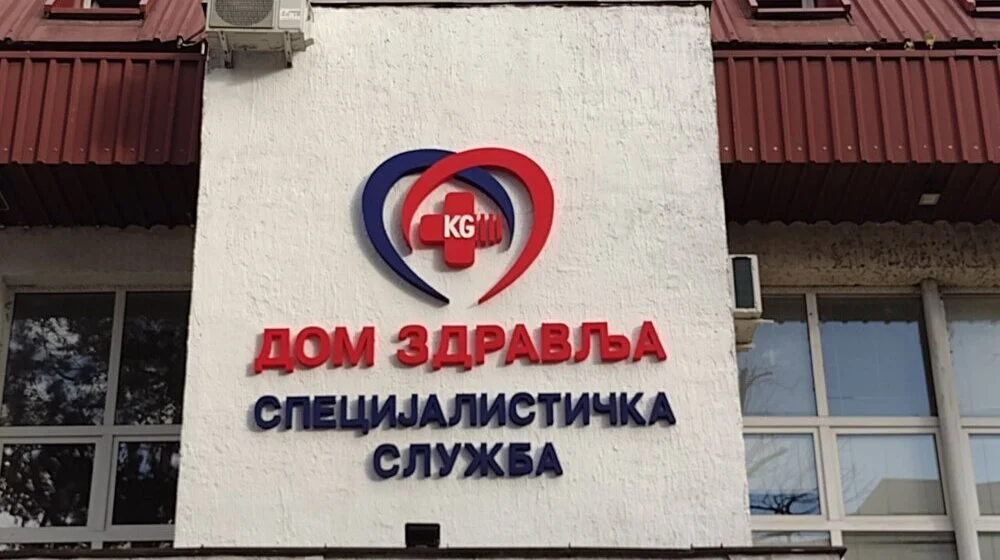 KG
ДОМ ЗДРАВЉА
СПЕЦИЈАЛИСТИЧКА
СЛУЖБА